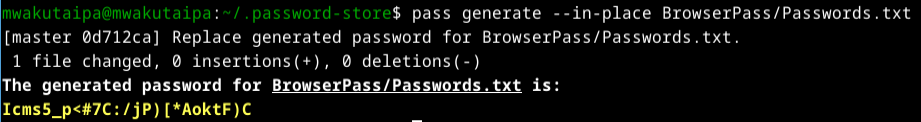 mwakutaipa@mwakutaipa:~/.password-store$ pass generate --in-place BrowserPass/Passwords.txt
[master 0d712ca] Replace generated password for BrowserPass/Passwords.txt.
 1 file changed, 0 insertions(+), 0 deletions(-)
The generated password for BrowserPass/Passwords.txt is:
Icms5_p<#7C:/jP)[*AoktF)C